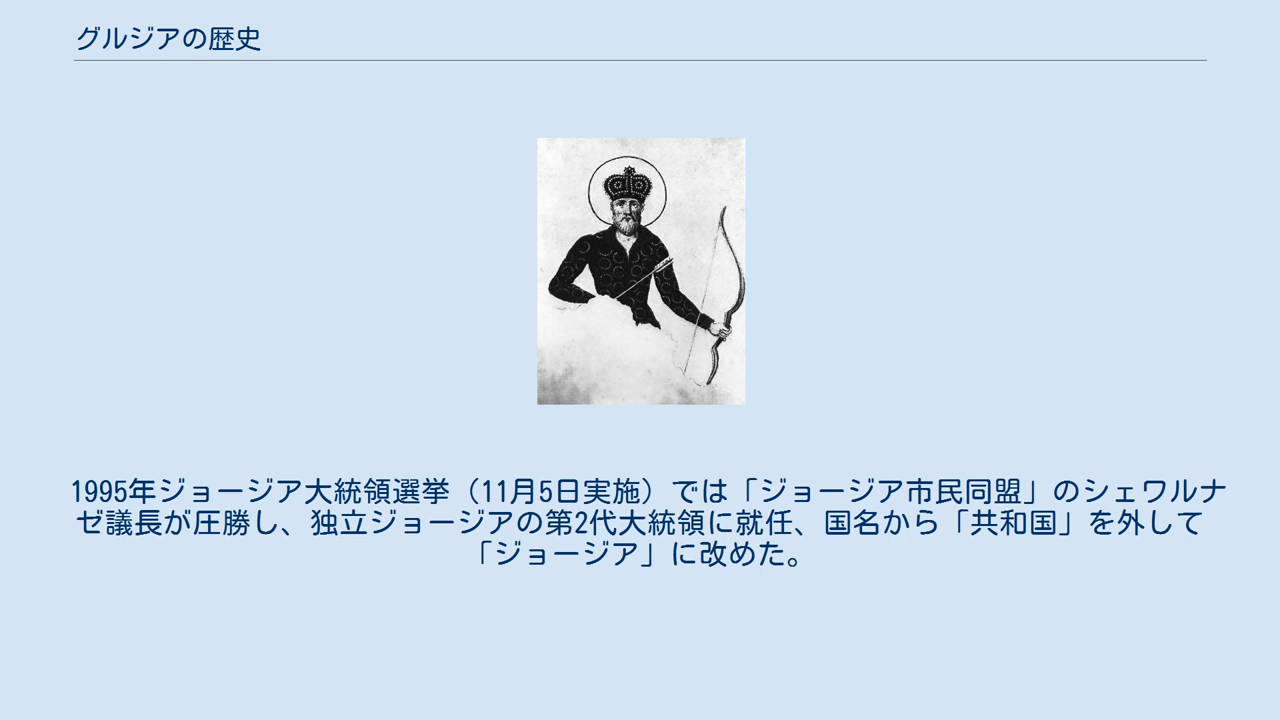 グルジアの歴史
1995年ジョージア大統領選挙（11月5日実施）では「ジョージア市民同盟」のシェワルナ
ゼ議長が圧勝し、独立ジョージアの第2代大統領に就任、国名から「共和国」を外して
「ジョージア」に改めた。